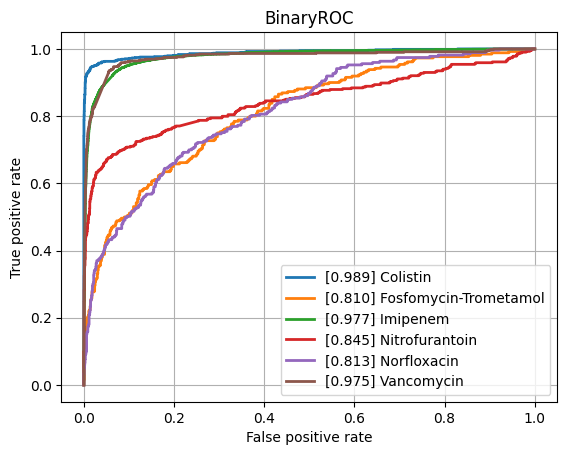 BinaryROC
True positive rate
1.0
0.8
0.6
0.4
0.2
0.0
[0.989] Colistin
[0.810] Fosfomycin-Trometamol
[0.977] Imipenem
[0.845] Nitrofurantoin
[0.813] Norfloxacin
[0.975] Vancomycin
0.0 0.2 0.4 0.6 0.8 1.0
False positive rate